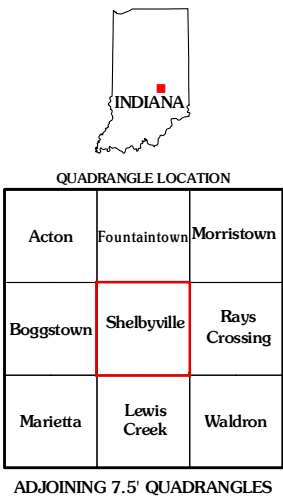 INDIANA
QUADRANGLE LOCATION
Acton
Fountaintown
Morristown
Boggstown
Shelbyville
Rays
Crossing
Marietta
Lewis
Creek
Waldron
ADJOINING 7.5' QUADRANGLES